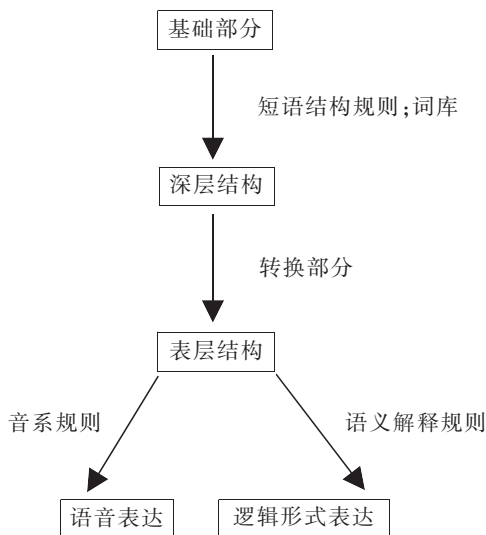 基础部分
短语结构规则;词库
深层结构
转换部分
表层结构
音系规则
语义解释规则
语音表达
逻辑形式表达